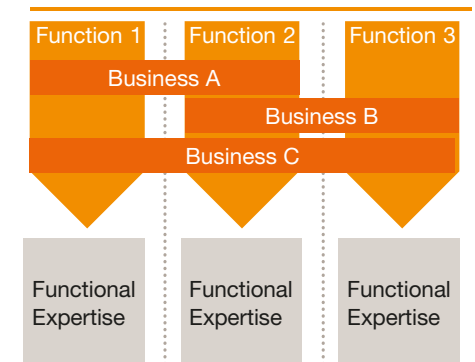 Function 1
Function 2
Function 3
Business A
Business B
Business C
Functional
Expertise
Functional
Expertise
Functional
Expertise